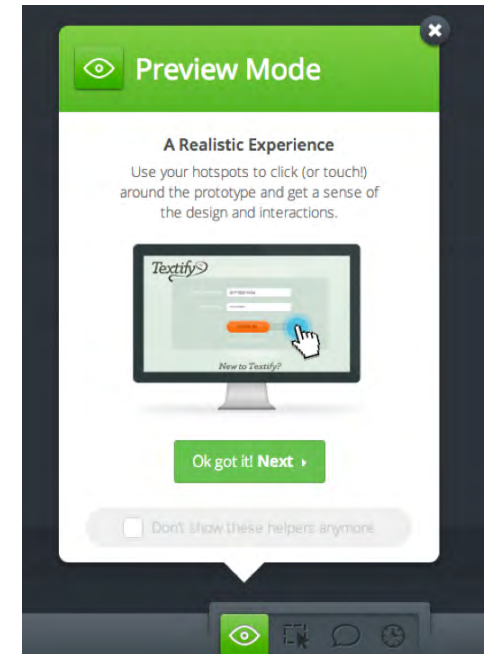 Preview Mode
A Realistic Experience
Use your hotspots to click (or touch!)
around the prototype and get a sense of
the design and interactions.
Textify
New to Textify?
Ok got it! Next
Don't show these helpers anymore